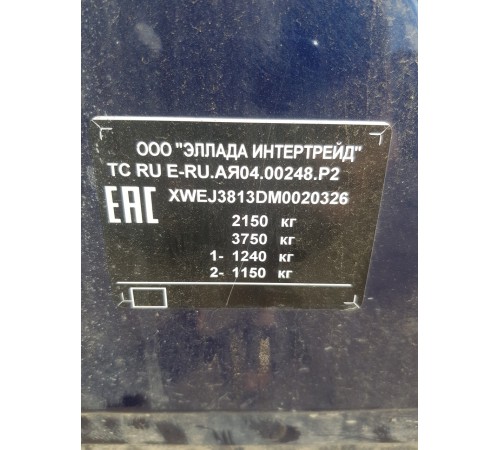 ООО "ЭЛЛАДА ИНТЕРТРЕЙД"
ТС RU Е-RU.АЯ04.00248.Р2
EAC XWEJ3813DM0020326
2150 кг
3750 кг
1- 1240 кг
2- 1150 кг